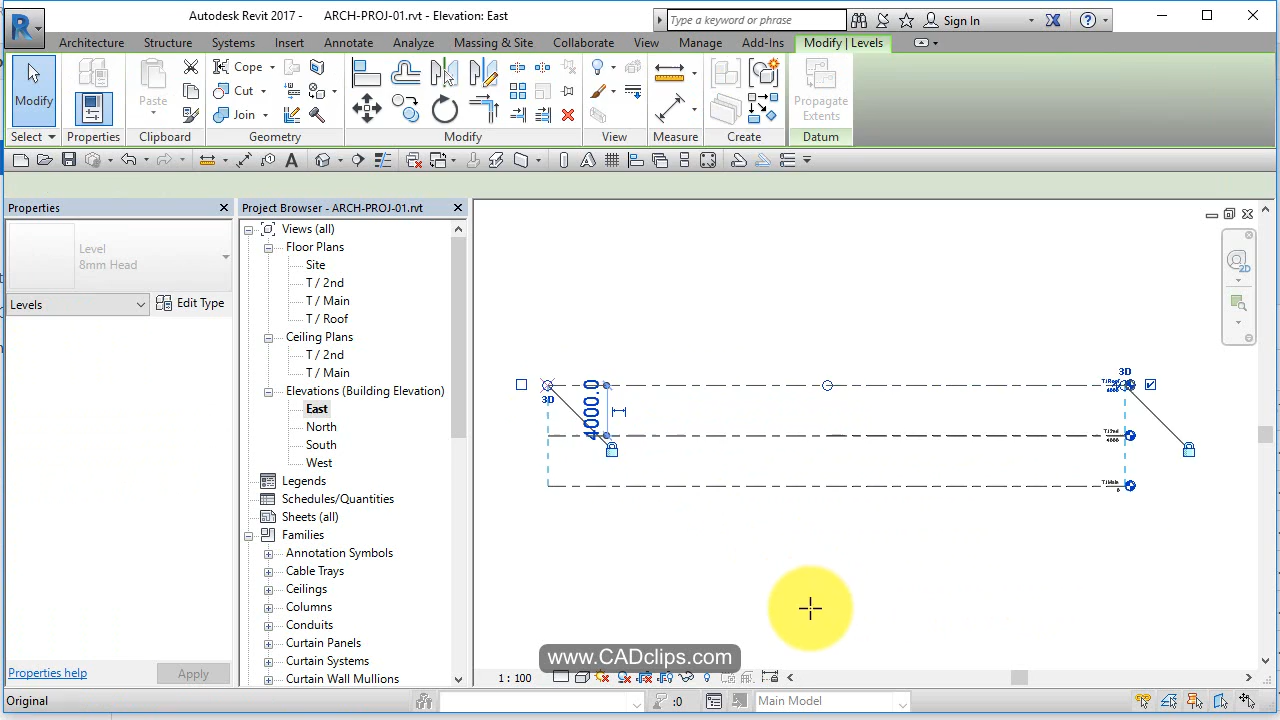 Autodesk Revit 2017 - ARCH-PROJ-01.rvt - Elevation: East
Type a keyword or phrase
Sign In
Architecture Structure Systems Insert Annotate Analyze Massing & Site Collaborate View Manage Add-Ins Modify | Levels
Modify
Paste
Cope
Cut
Join
Propagate
Extents
Select Properties Clipboard Geometry Modify View Measure Create Datum
Properties
Level
8mm Head
Levels
Edit Type
Properties help
Apply
Project Browser - ARCH-PROJ-01.rvt
Views (all)
Floor Plans
Site
T / 2nd
T / Main
T / Roof
Ceiling Plans
T / 2nd
T / Main
Elevations (Building Elevation)
East
North
South
West
Legends
Schedules/Quantities
Sheets (all)
Families
Annotation Symbols
Cable Trays
Ceilings
Columns
Conduits
Curtain Panels
Curtain Systems
Curtain Wall Mullions
2D
3D
3D
4000.0
www.CADclips.com
1 : 100
Original
:0
Main Model